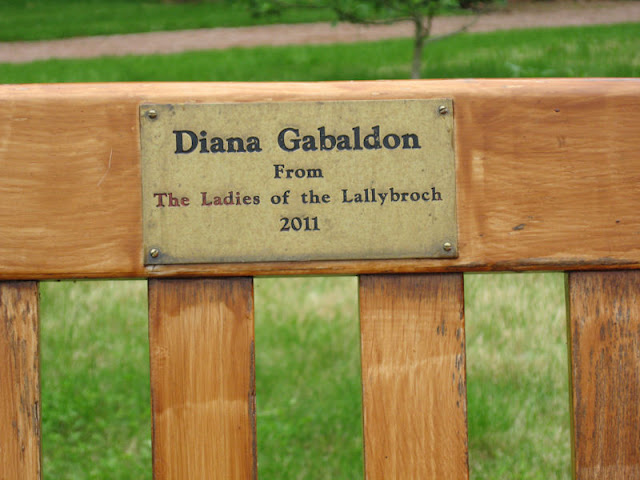 Diana Gabaldon
From
The Ladies of the Lallybroch
2011